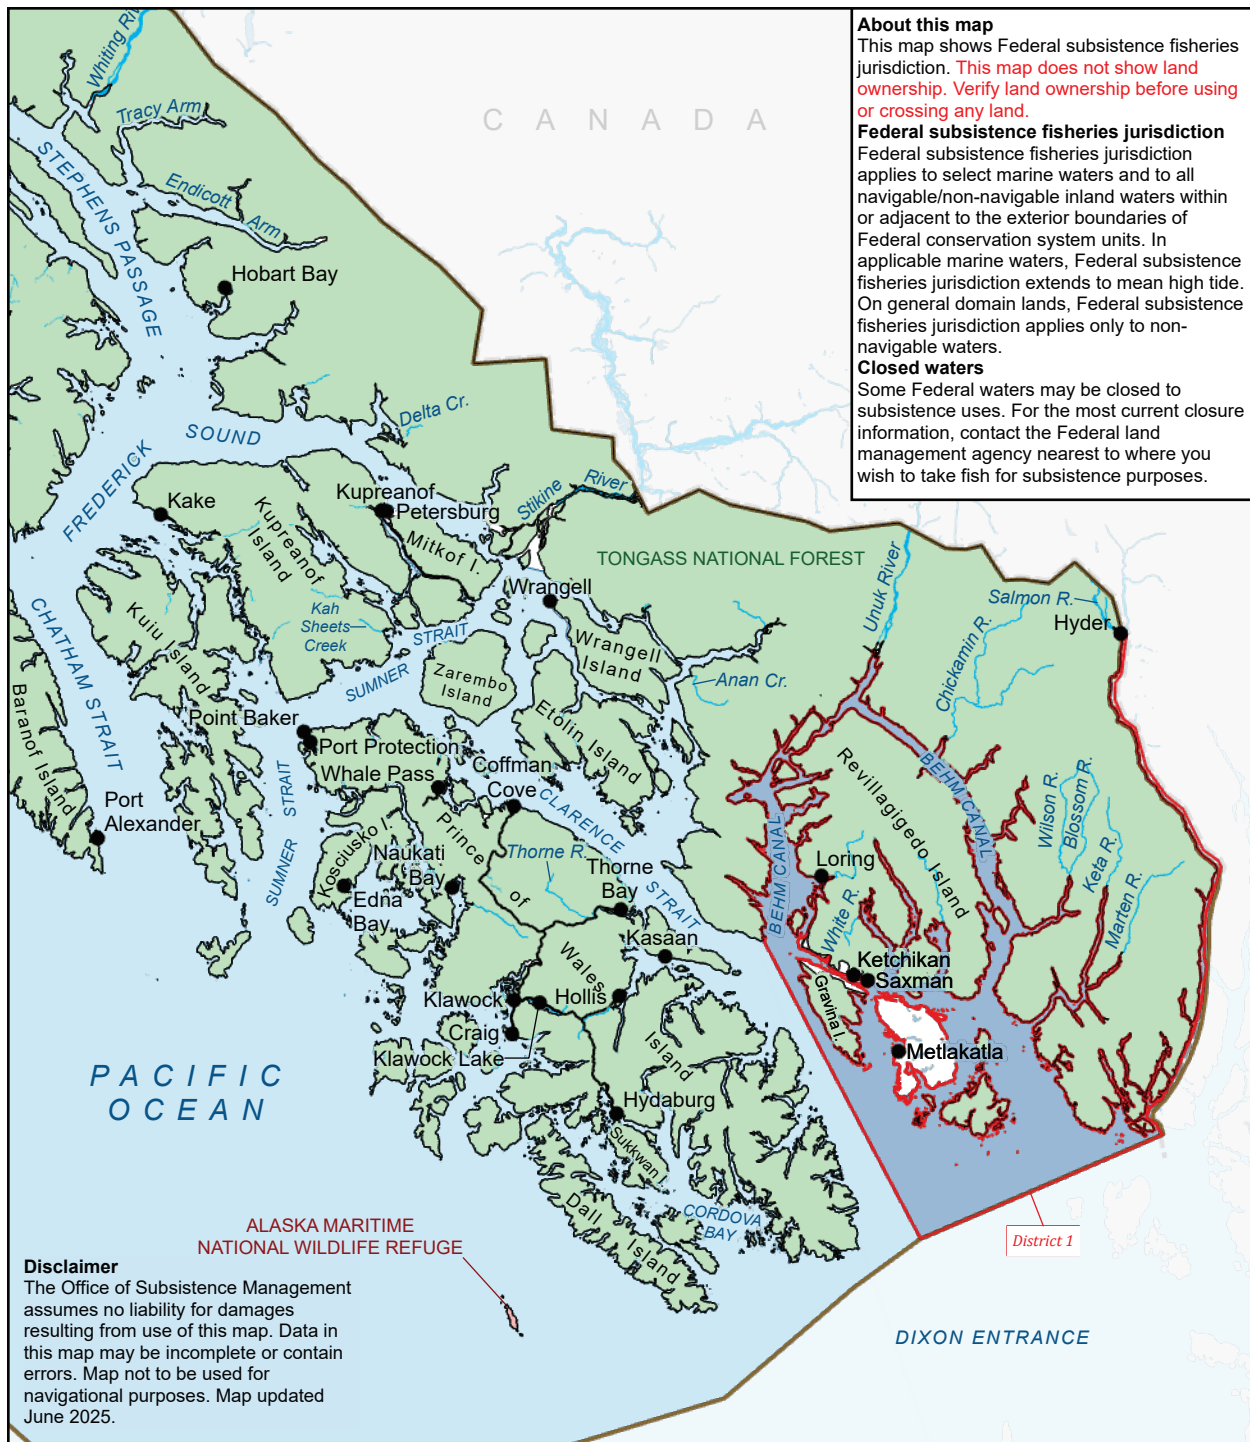 About this map
This map shows Federal subsistence fisheries
jurisdiction. This map does not show land
ownership. Verify land ownership before using
or crossing any land.
Federal subsistence fisheries jurisdiction
Federal subsistence fisheries jurisdiction
applies to select marine waters and to all
navigable/non-navigable inland waters within
or adjacent to the exterior boundaries of
Federal conservation system units. In
applicable marine waters, Federal subsistence
fisheries jurisdiction extends to mean high tide.
On general domain lands, Federal subsistence
fisheries jurisdiction applies only to non-
navigable waters.
Closed waters
Some Federal waters may be closed to
subsistence uses. For the most current closure
information, contact the Federal land
management agency nearest to where you
wish to take fish for subsistence purposes.
CANADA
Whiting River
Tracy Arm
Endicott Arm
STEPHENS PASSAGE
Hobart Bay
Delta Cr.
FREDERICK SOUND
Stikine River
Kake
Kupreanof
Petersburg
Kupreanof
Island
Mitkof I.
TONGASS NATIONAL FOREST
Unuk River
Wrangell
Salmon R.
Hyder
Chickamin R.
Kah
Sheets
Creek
Kuiu Island
CHATHAM STRAIT
Baranof Island
SUMNER STRAIT
Zarembo
Island
Wrangell
Island
Anan Cr.
Etolin Island
Point Baker
Port Protection
Whale Pass
Coffman
Cove
CLARENCE STRAIT
Port
Alexander
SUMNER STRAIT
Kosciusko I.
Naukati
Bay
Edna
Bay
Prince of Wales Island
Thorne R.
Thorne
Bay
Kasaan
BEHM CANAL
BEHM CANAL
Revillagigedo Island
Wilson R.
Blossom R.
Keta R.
Marten R.
Loring
White R.
Ketchikan
Saxman
Gravina I.
Metlakatla
Klawock
Hollis
Craig
Klawock Lake
Hydaburg
Sukkwan I.
Dall Island
CORDOVA
BAY
PACIFIC
OCEAN
ALASKA MARITIME
NATIONAL WILDLIFE REFUGE
District 1
DIXON ENTRANCE
Disclaimer
The Office of Subsistence Management
assumes no liability for damages
resulting from use of this map. Data in
this map may be incomplete or contain
errors. Map not to be used for
navigational purposes. Map updated
June 2025.